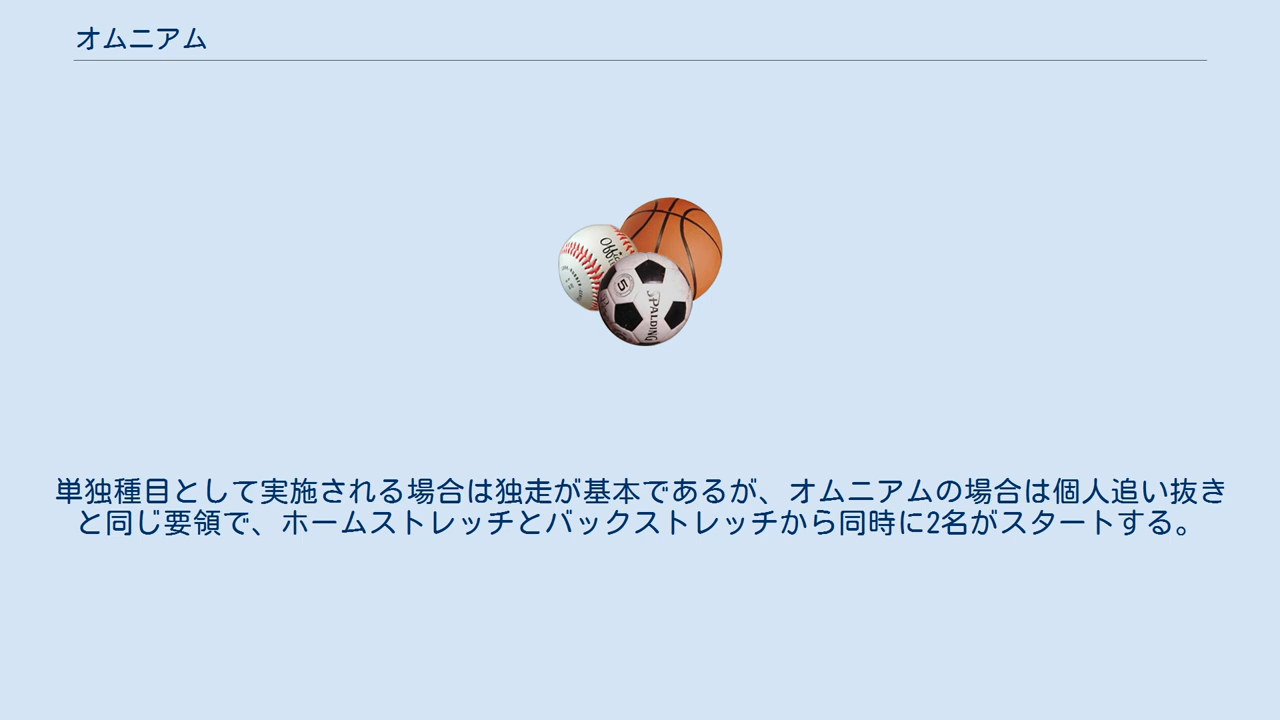 オムニアム
Offic
5
SPALDING
単独種目として実施される場合は独走が基本であるが、オムニアムの場合は個人追い抜き
と同じ要領で、ホームストレッチとバックストレッチから同時に2名がスタートする。